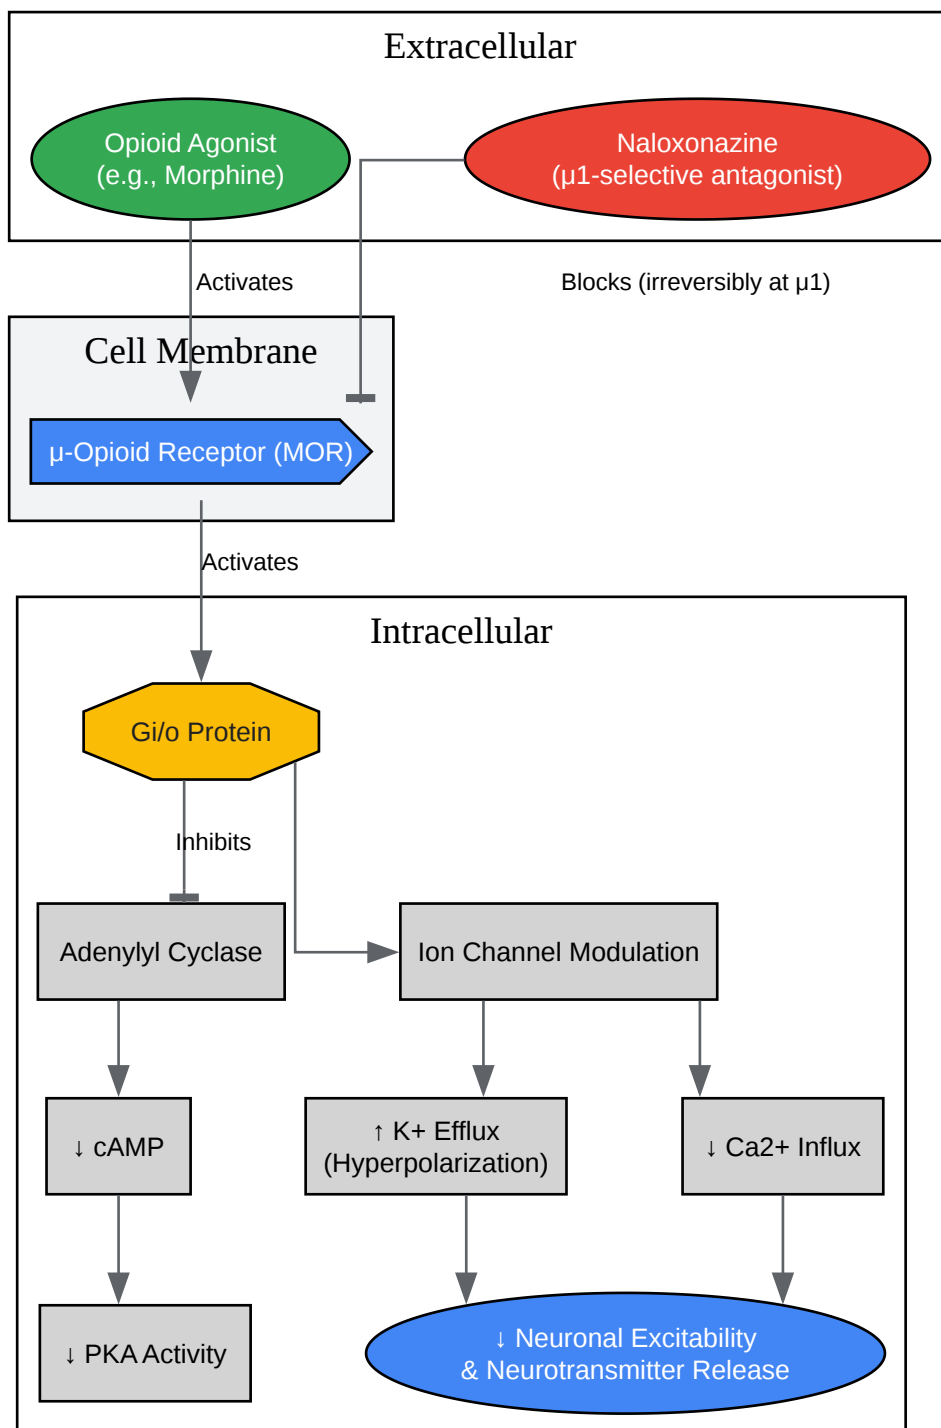 Extracellular
Opioid Agonist
(e.g., Morphine)
Naloxonazine
(μ1-selective antagonist)
Activates
Blocks (irreversibly at μ1)
Cell Membrane
μ-Opioid Receptor (MOR)
Activates
Intracellular
Gi/o Protein
Inhibits
Adenylyl Cyclase
Ion Channel Modulation
↓ cAMP
↑ K+ Efflux
(Hyperpolarization)
↓ Ca2+ Influx
↓ PKA Activity
↓ Neuronal Excitability
& Neurotransmitter Release